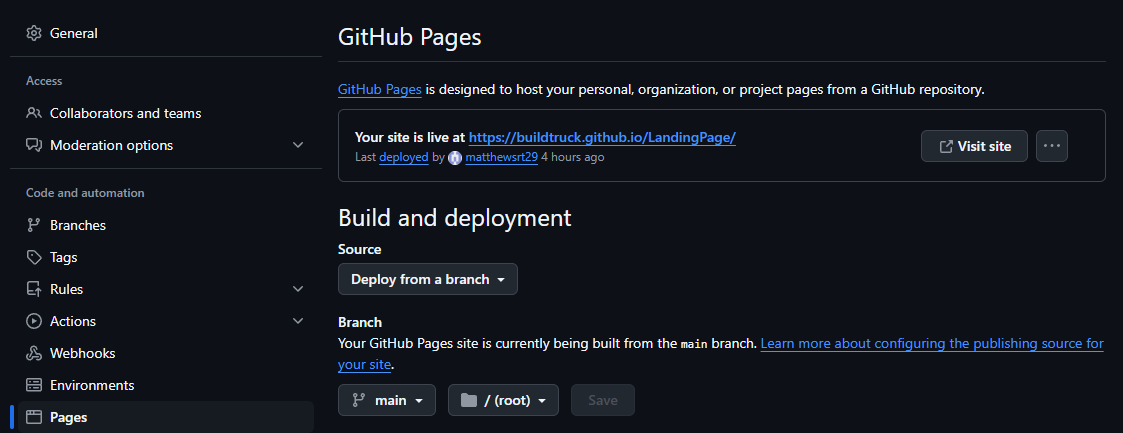 General
Access
Collaborators and teams
Moderation options
Code and automation
Branches
Tags
Rules
Actions
Webhooks
Environments
Pages
GitHub Pages
GitHub Pages is designed to host your personal, organization, or project pages from a GitHub repository.
Your site is live at https://buildtruck.github.io/LandingPage/
Last deployed by matthewsrt29 4 hours ago
Visit site
Build and deployment
Source
Deploy from a branch
Branch
Your GitHub Pages site is currently being built from the main branch. Learn more about configuring the publishing source for
your site.
main
/ (root)
Save